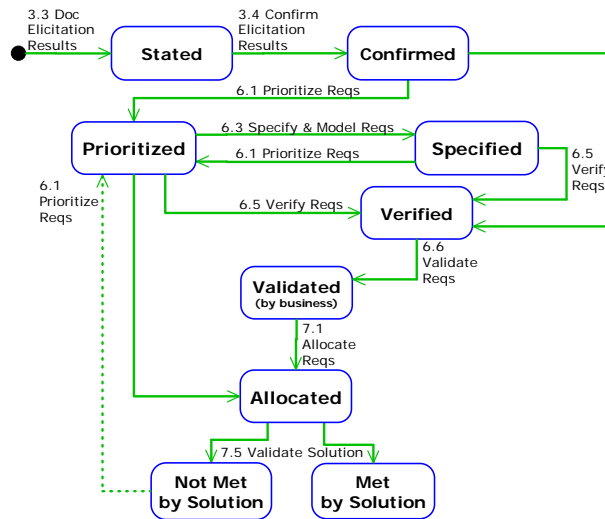 3.3 Doc
Elicitation
Results
3.4 Confirm
Elicitation
Results
Stated
Confirmed
6.1 Prioritize Reqs
6.3 Specify & Model Reqs
Prioritized
6.1 Prioritize Reqs
Specified
6.5
Verify
Reqs
6.1
Prioritize
Reqs
6.5 Verify Reqs
Verified
6.6
Validate
Reqs
Validated
(by business)
7.1
Allocate
Reqs
Allocated
7.5 Validate Solution
Not Met
by Solution
Met
by Solution